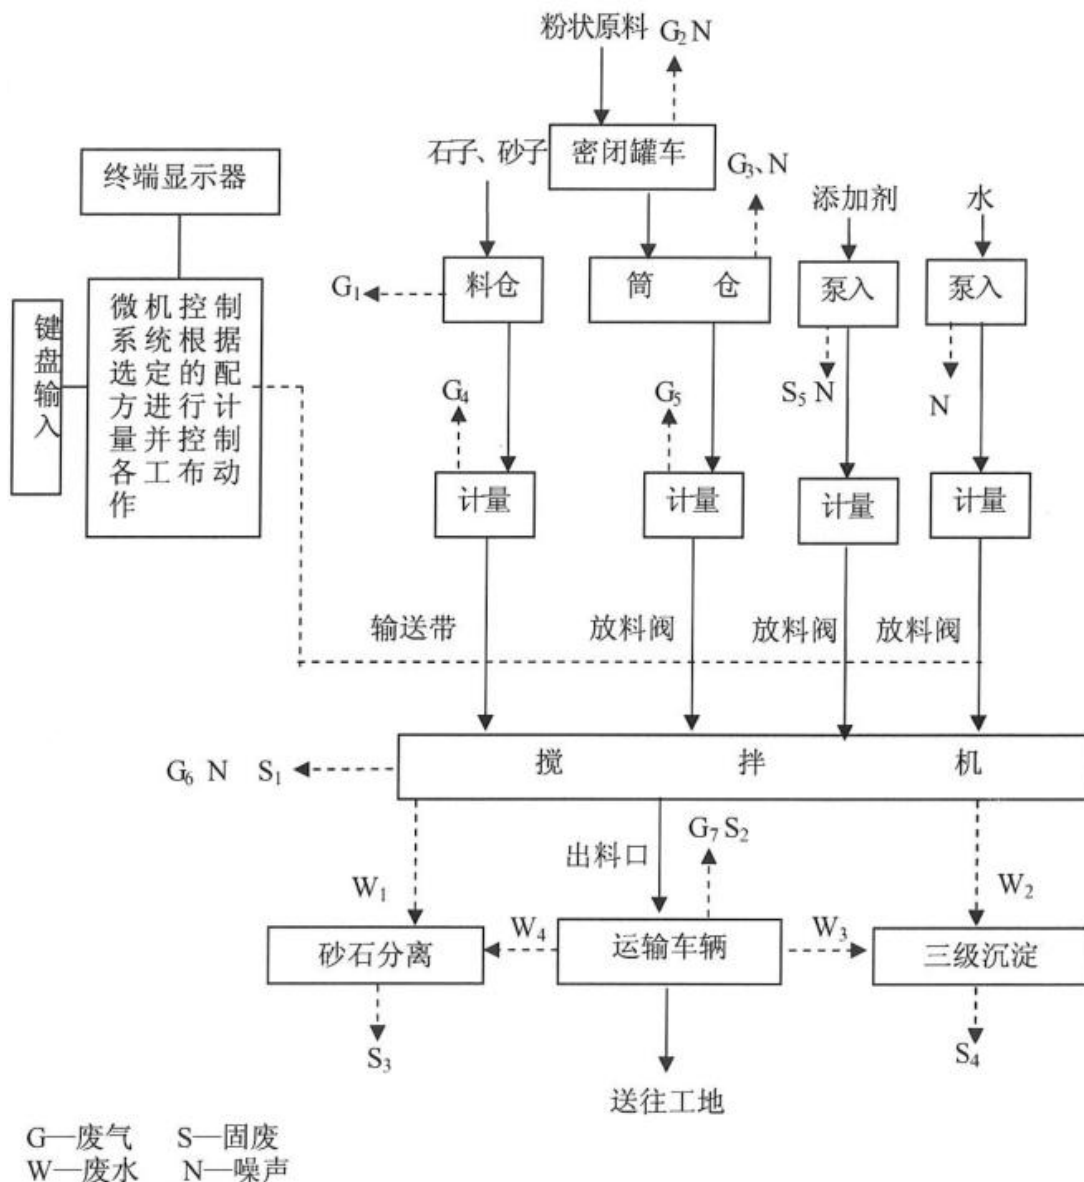 粉状原料 G₂ N
石子、砂子 密闭罐车
G₃、N
终端显示器
添加剂 水
G₁ 料仓 筒 仓 泵入 泵入
键盘输入
微机控制
系统根据
选定的配
方进行计
量并控制
各工布动
作
G₄ G₅ S₅ N N
计量 计量 计量 计量
输送带 放料阀 放料阀 放料阀
G₆ N S₁ 搅 拌 机
出料口 G₇ S₂
W₁ W₂
W₄ W₃
砂石分离 运输车辆 三级沉淀
S₃ S₄
送往工地
G—废气 S—固废
W—废水 N—噪声